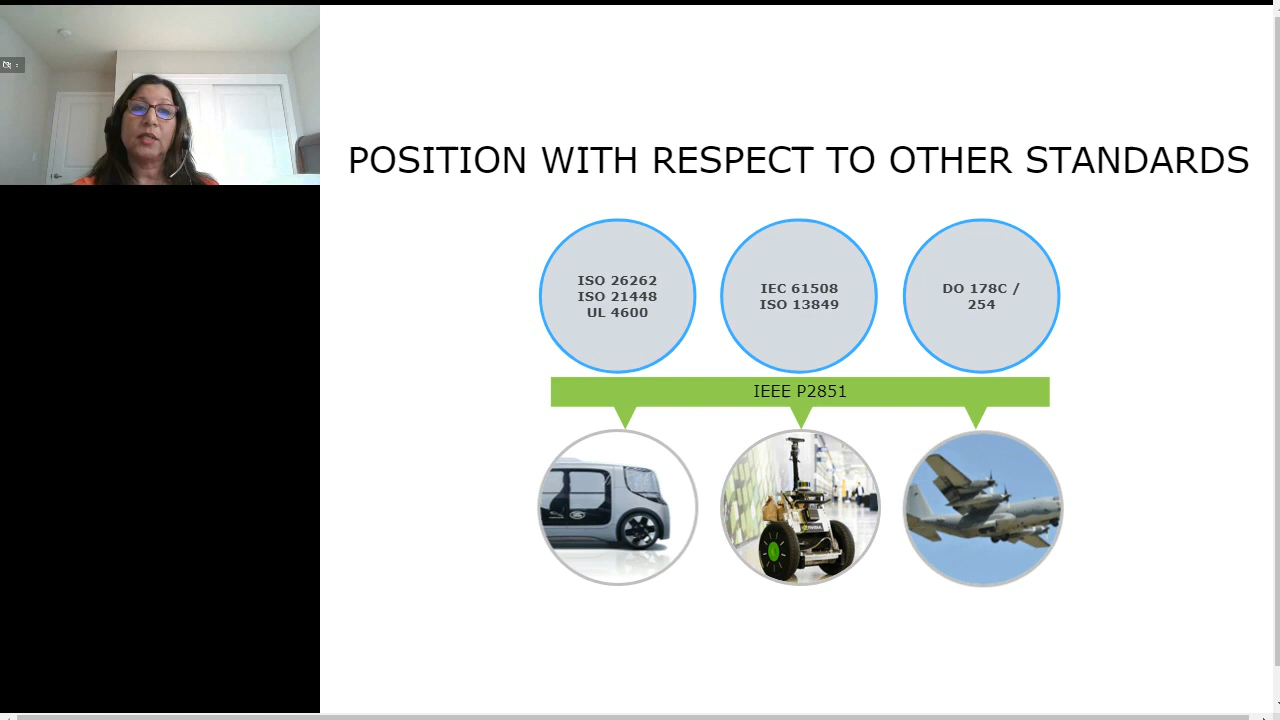 POSITION WITH RESPECT TO OTHER STANDARDS
ISO 26262
ISO 21448
UL 4600
IEC 61508
ISO 13849
DO 178C /
254
IEEE P2851